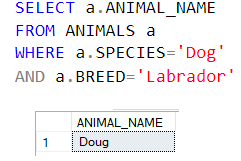 SELECT a.ANIMAL_NAME
FROM ANIMALS a
WHERE a.SPECIES='Dog'
AND a.BREED='Labrador'
ANIMAL_NAME
1 Doug